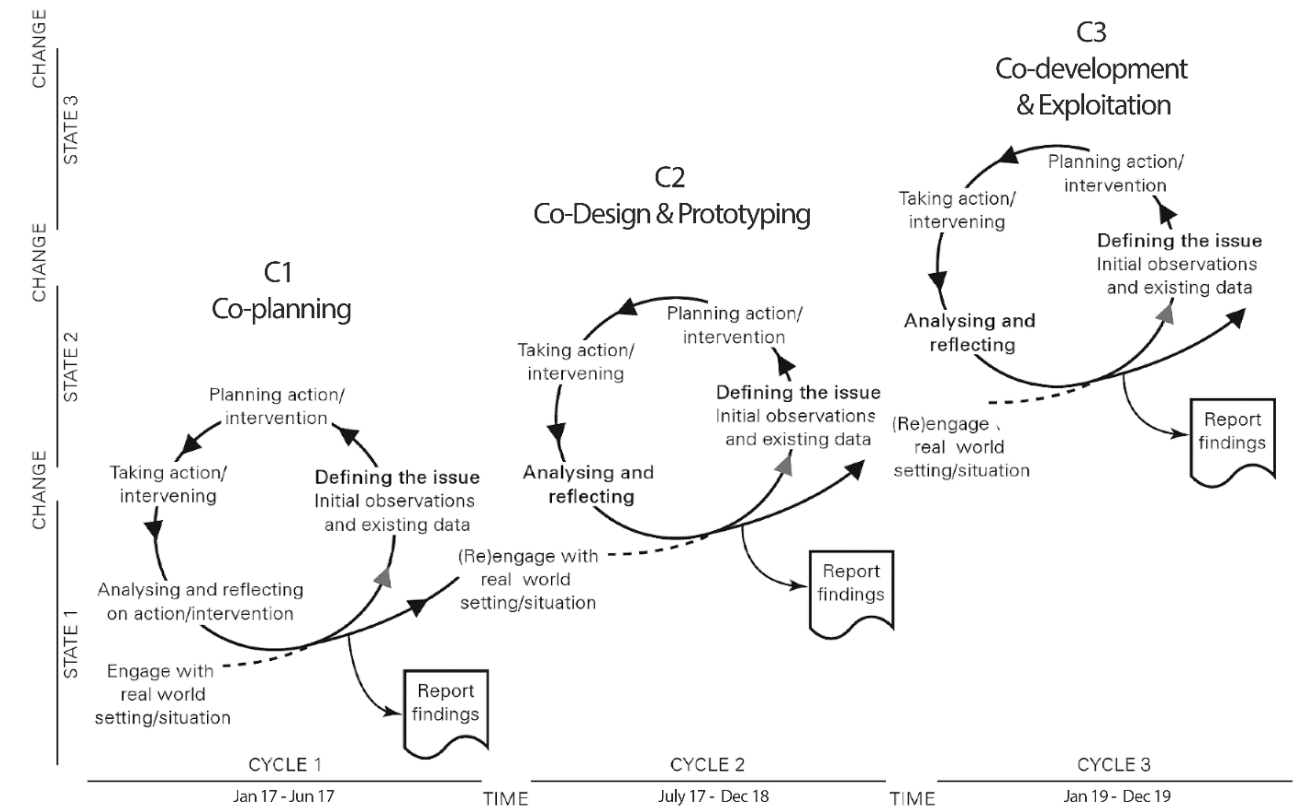 CHANGE
STATE 3
CHANGE
STATE 2
CHANGE
STATE 1
C1
Co-planning
Planning action/
intervention
Taking action/
intervening
Defining the issue
Initial observations
and existing data
Analysing and reflecting
on action/intervention
Engage with
real world
setting/situation
Report
findings
C2
Co-Design & Prototyping
Planning action/
intervention
Taking action/
intervening
Defining the issue
Initial observations
and existing data
Analysing and
reflecting
(Re)engage with
real world
setting/situation
Report
findings
C3
Co-development
& Exploitation
Planning action/
intervention
Taking action/
intervening
Defining the issue
Initial observations
and existing data
Analysing and
reflecting
(Re)engage
real world
setting/situation
Report
findings
CYCLE 1
Jan 17 - Jun 17
TIME
CYCLE 2
July 17 - Dec 18
TIME
CYCLE 3
Jan 19 - Dec 19